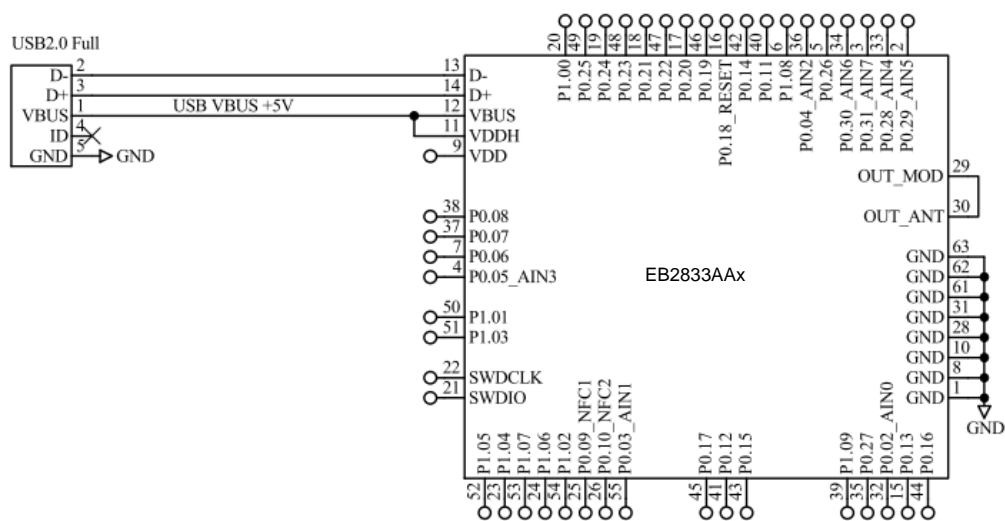 20
49
19
48
18
47
17
46
16
42
40
6
36
5
34
3
33
2
P1.00
P0.25
P0.24
P0.23
P0.21
P0.22
P0.20
P0.19
P0.18_RESET
P0.14
P0.11
P1.08
P0.04_AIN2
P0.26
P0.30_AIN6
P0.31_AIN7
P0.28_AIN4
P0.29_AIN5
USB2.0 Full
D- 2
D+ 3
VBUS 1
ID 4
GND 5
GND
USB VBUS +5V
13 D-
14 D+
12 VBUS
11 VDDH
9 VDD
38 P0.08
37 P0.07
7 P0.06
4 P0.05_AIN3
50 P1.01
51 P1.03
22 SWDCLK
21 SWDIO
EB2833AAx
OUT_MOD 29
OUT_ANT 30
GND 63
GND 62
GND 61
GND 31
GND 28
GND 10
GND 8
GND 1
GND
P1.05
P1.04
P1.07
P1.06
P1.02
P0.09_NFC1
P0.10_NFC2
P0.03_AIN1
P0.17
P0.12
P0.15
P1.09
P0.27
P0.02_AIN0
P0.13
P0.16
52
23
53
24
54
25
26
55
45
41
43
39
35
32
15
44